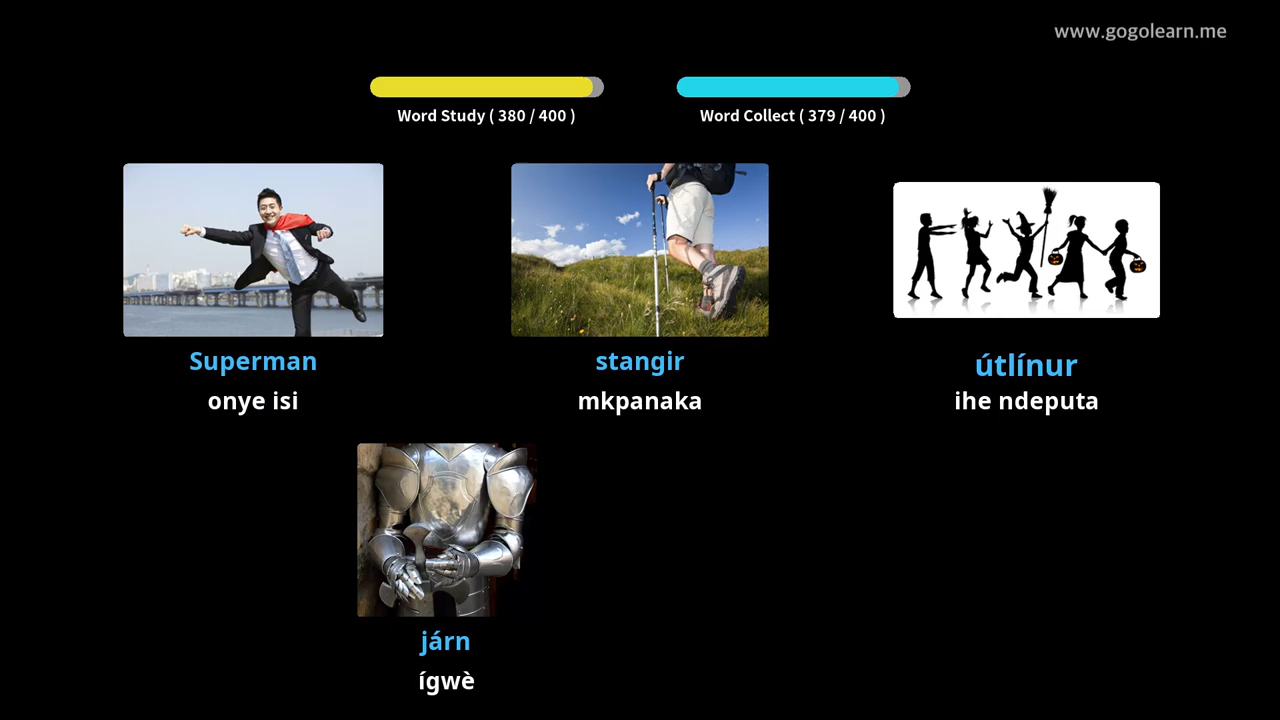 www.gogolearn.me
Word Study ( 380 / 400 )
Word Collect ( 379 / 400 )
Superman
onye isi
stangir
mkpanaka
útlínur
ihe ndeputa
járn
ígwè